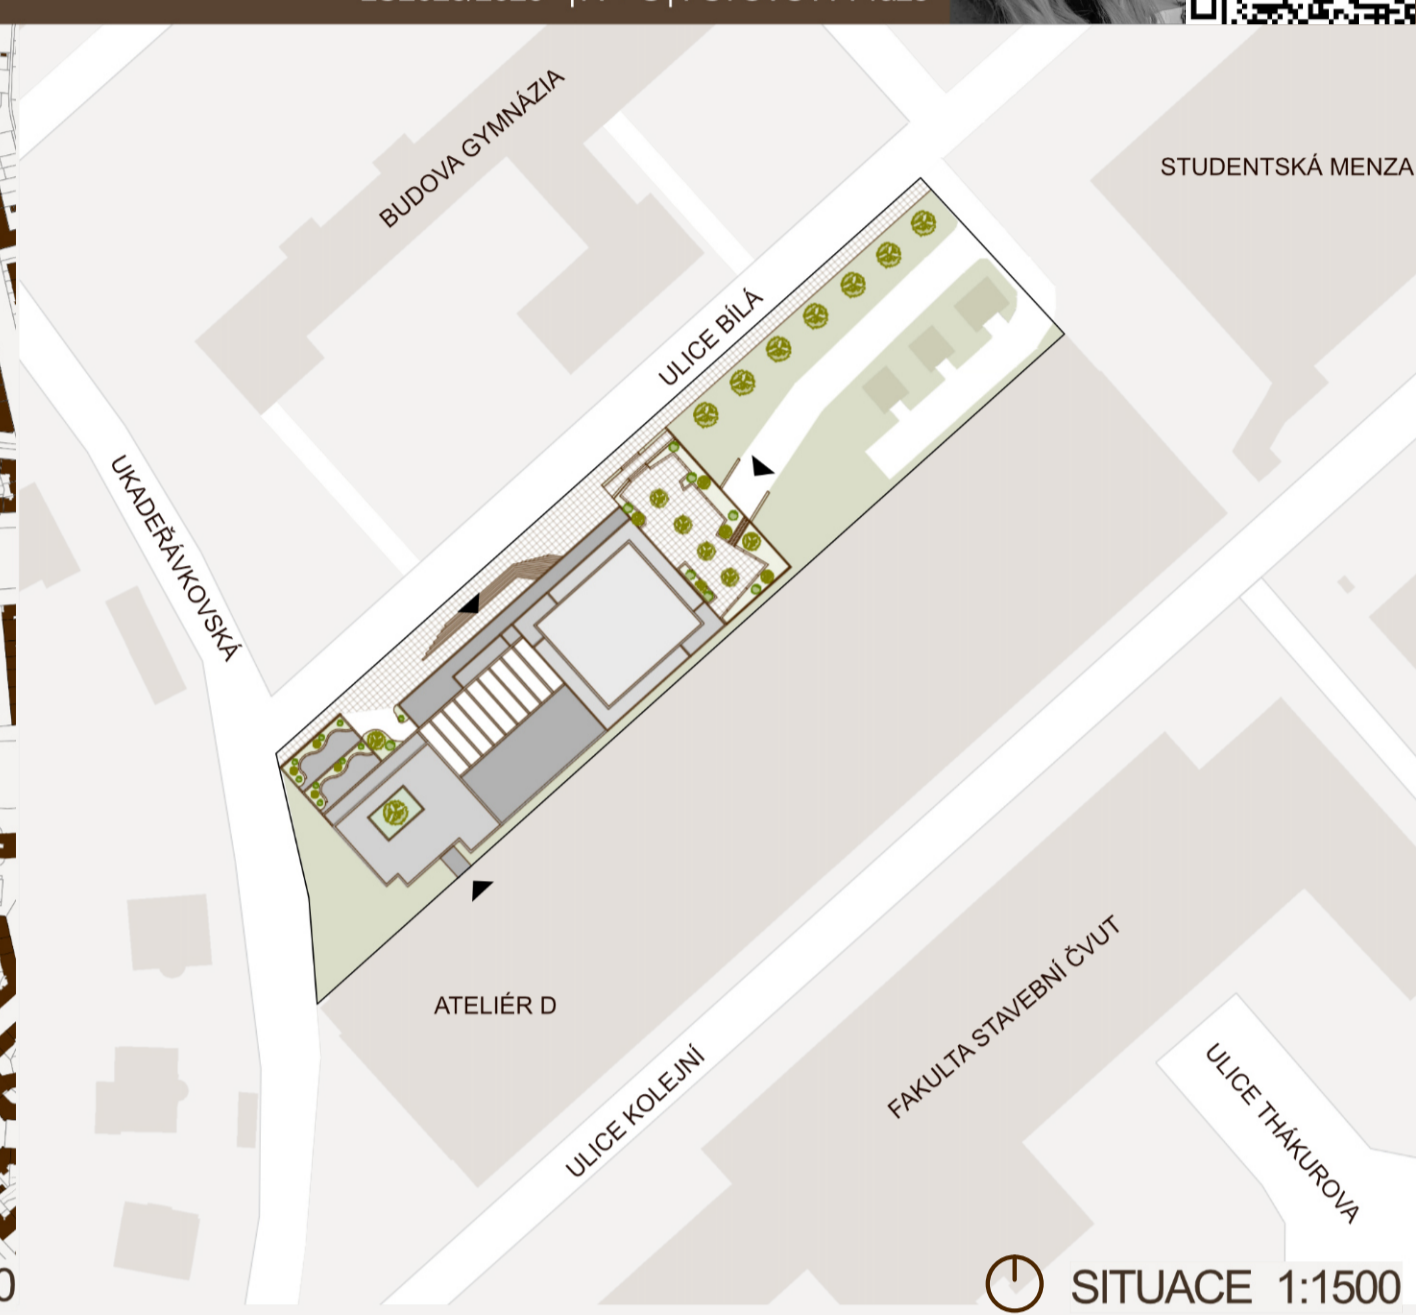 BUDOVA GYMNÁZIA
STUDENTSKÁ MENZA
ULICE BÍLÁ
UKADEŘÁVKOVSKÁ
ATELIÉR D
FAKULTA STAVEBNÍ ČVUT
ULICE KOLEJNÍ
ULICE THÁKUROVA
SITUACE 1:1500